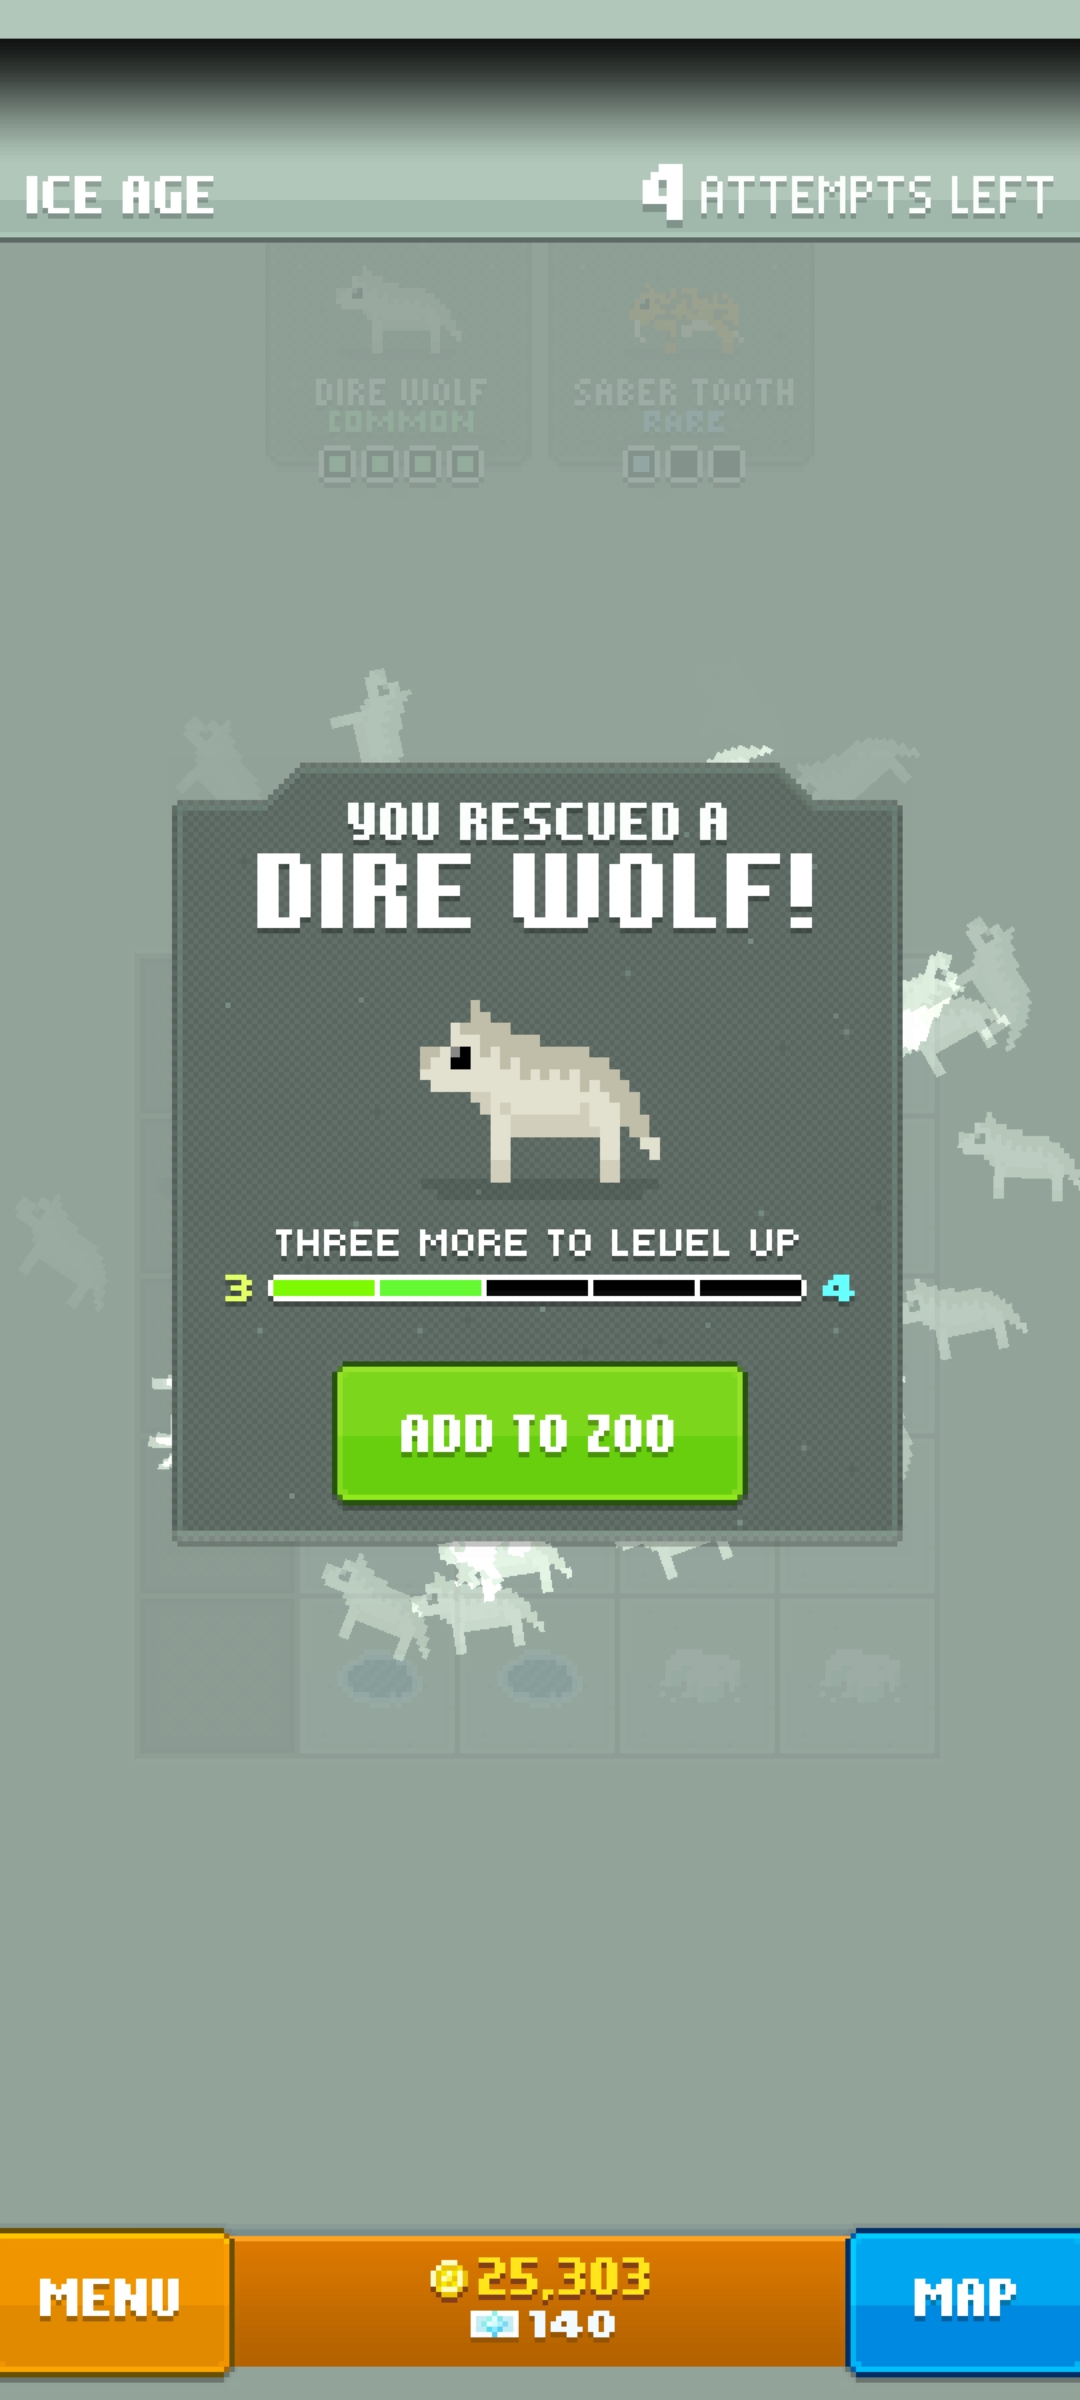 ICE AGE
4 ATTEMPTS LEFT
DIRE WOLF
COMMON
SABER TOOTH
RARE
YOU RESCUED A
DIRE WOLF!
THREE MORE TO LEVEL UP
3
4
ADD TO ZOO
MENU
25,303
140
MAP